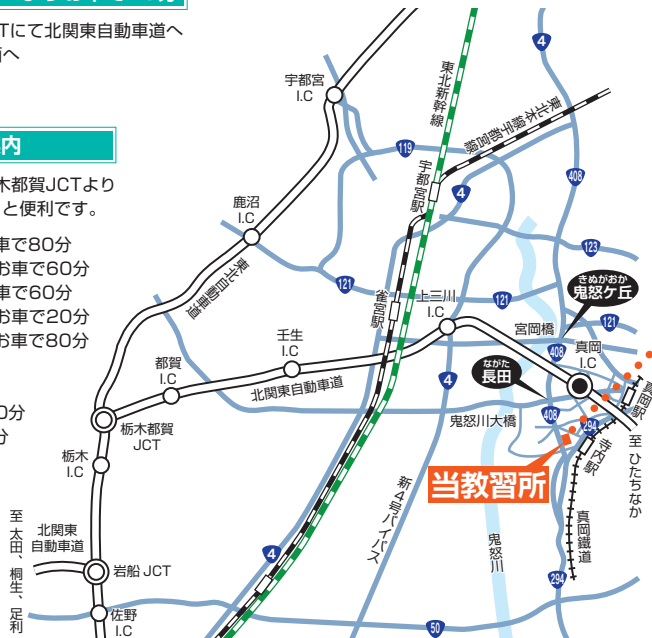 Tにて北関東自動車道へ
内
木都賀JCTより
と便利です。
車で80分
お車で60分
車で60分
お車で20分
お車で80分
0分
4
408
119
123
121
宇都宮
I.C
東北新幹線
東北本線宇都宮線
宇都宮駅
4
鹿沼
I.C
東北自動車道
121
雀宮駅
上三川
I.C
121
宮岡橋
きぬがおか
鬼怒ケ丘
121
408
真岡
I.C
壬生
I.C
都賀
I.C
北関東自動車道
ながた
長田
4
真岡駅
栃木都賀
JCT
鬼怒川大橋
408
294
寺内駅
至 ひたちなか
栃木
I.C
当教習所
新4号バイパス
鬼怒川
真岡鐵道
至 太田、桐生、足利
北関東
自動車道
岩船 JCT
4
294
佐野
I.C
50